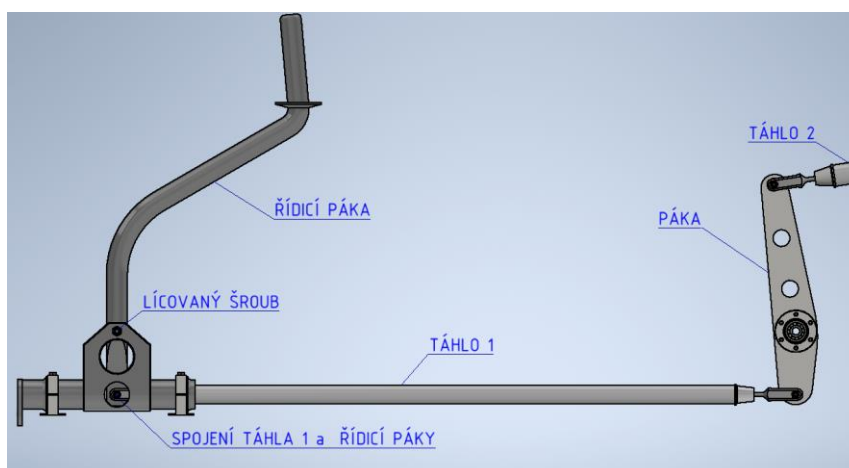 TÁHLO 2
ŘÍDICÍ PÁKA
PÁKA
LÍCOVANÝ ŠROUB
TÁHLO 1
SPOJENÍ TÁHLA 1 a ŘÍDICÍ PÁKY